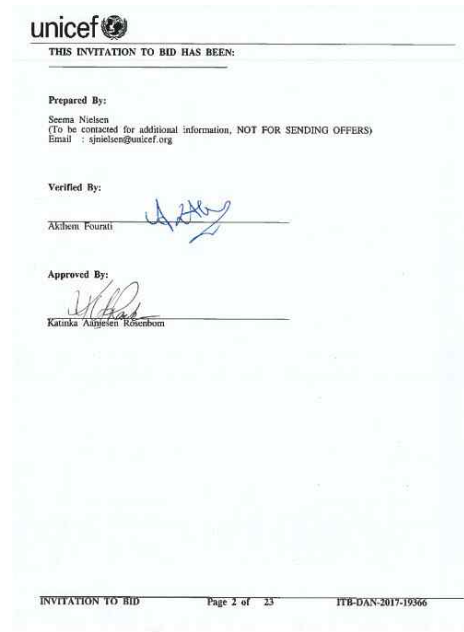 unicef
THIS INVITATION TO BID HAS BEEN:
Prepared By:
Seema Nielsen
(To be contacted for additional information, NOT FOR SENDING OFFERS)
Email : sjnielsen@unicef.org
Verified By:
Akthem Fourati
Approved By:
Katinka Aanjesen Rosenbom
INVITATION TO BID Page 2 of 23 ITB-DAN-2017-19366